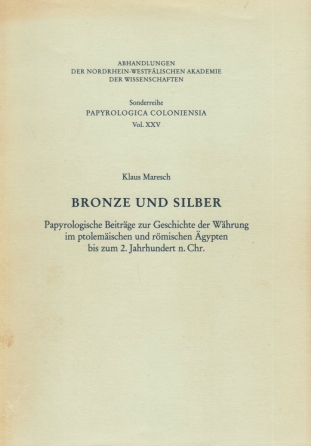 ABHANDLUNGEN
DER NORDRHEIN-WESTFÄLISCHEN AKADEMIE
DER WISSENSCHAFTEN
Sonderreihe
PAPYROLOGICA COLONIENSIA
Vol. XXV
Klaus Maresch
BRONZE UND SILBER
Papyrologische Beiträge zur Geschichte der Währung
im ptolemäischen und römischen Ägypten
bis zum 2. Jahrhundert n. Chr.